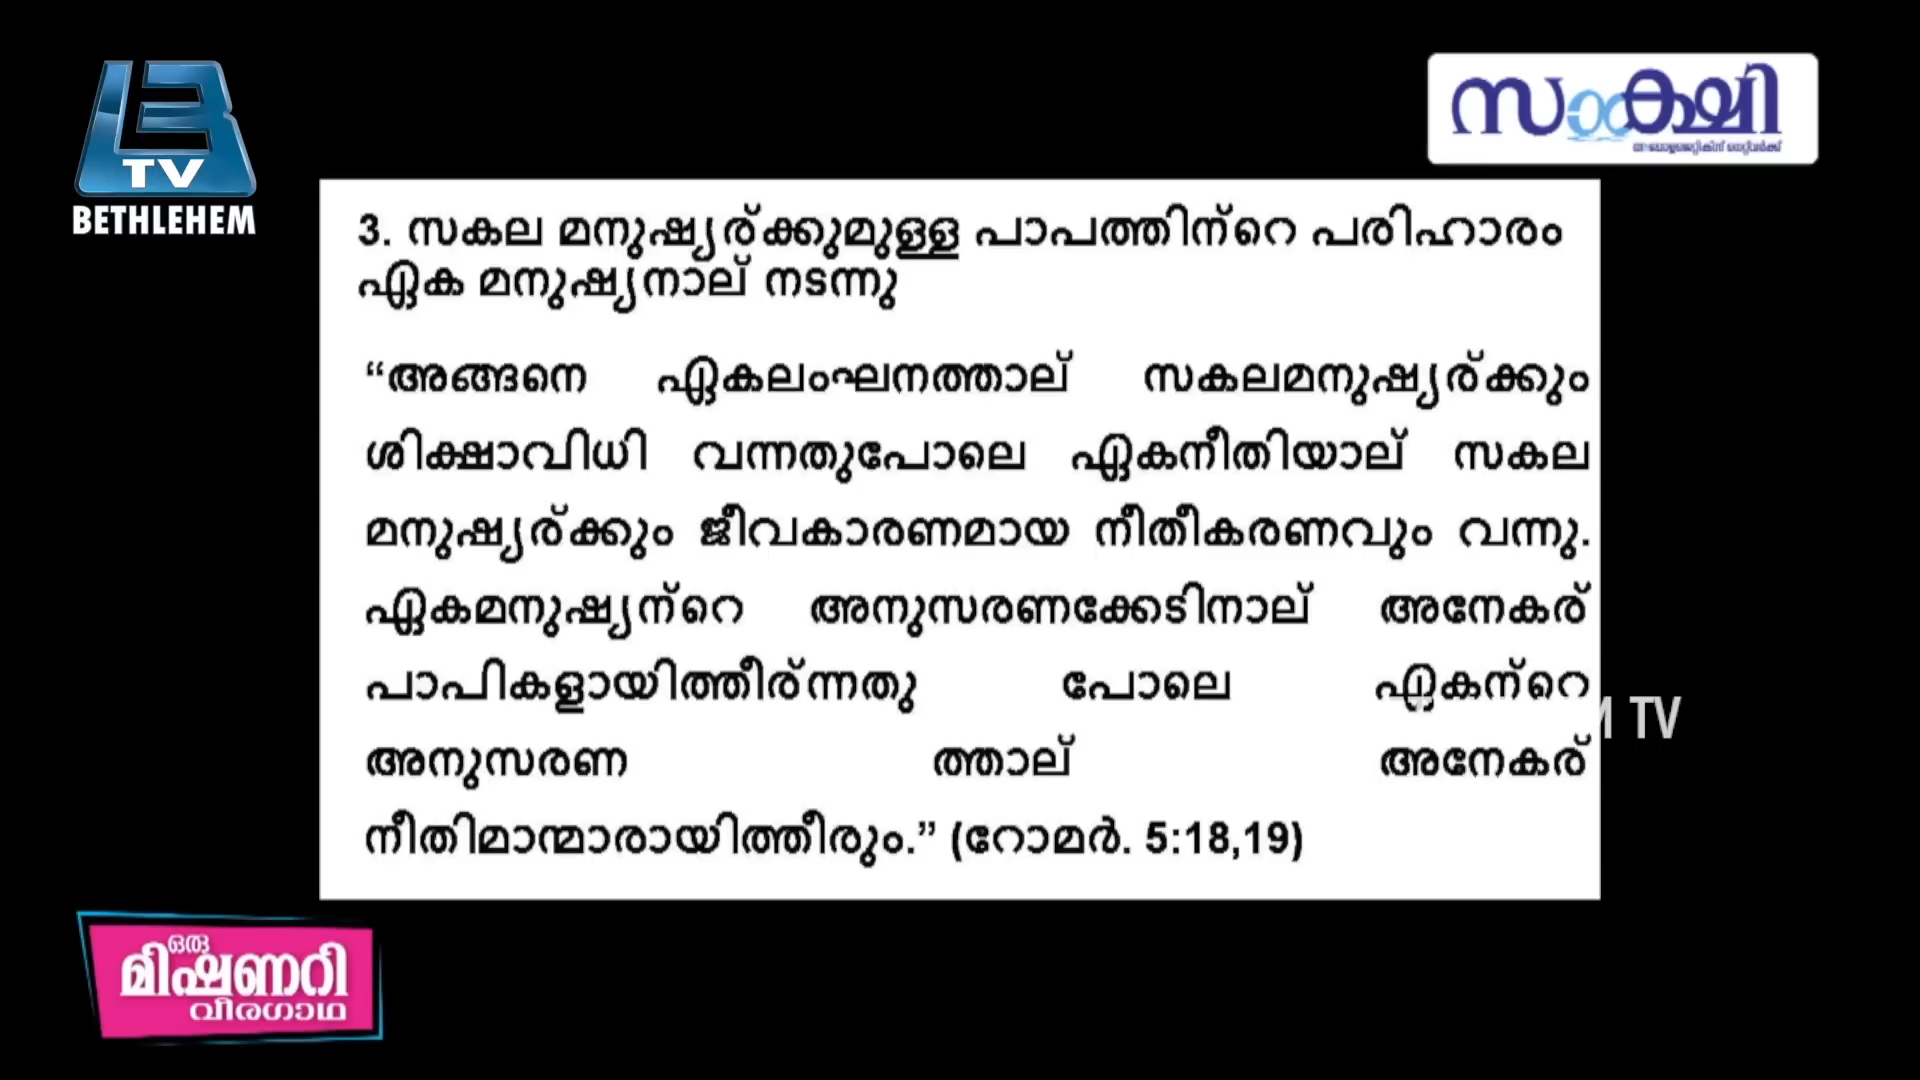 TV
BETHLEHEM
സാക്ഷി
3. സകല മനുഷ്യര്ക്കുമുള്ള പാപത്തിന്റെ പരിഹാരം
ഏക മനുഷ്യനാല് നടന്നു
“അങ്ങനെ ഏകലംഘനത്താല് സകലമനുഷ്യര്ക്കും
ശിക്ഷാവിധി വന്നതുപോലെ ഏകനീതിയാല് സകല
മനുഷ്യര്ക്കും ജീവകാരണമായ നീതീകരണവും വന്നു.
ഏകമനുഷ്യന്റെ അനുസരണക്കേടിനാല് അനേകര്
പാപികളായിത്തീര്ന്നതു പോലെ ഏകന്റെ
TV
അനുസരണ ത്താല് അനേകര്
നീതിമാന്മാരായിത്തീരും.” (റോമർ. 5:18,19)
ഒരു
മിഷണറി
വീരഗാഥ